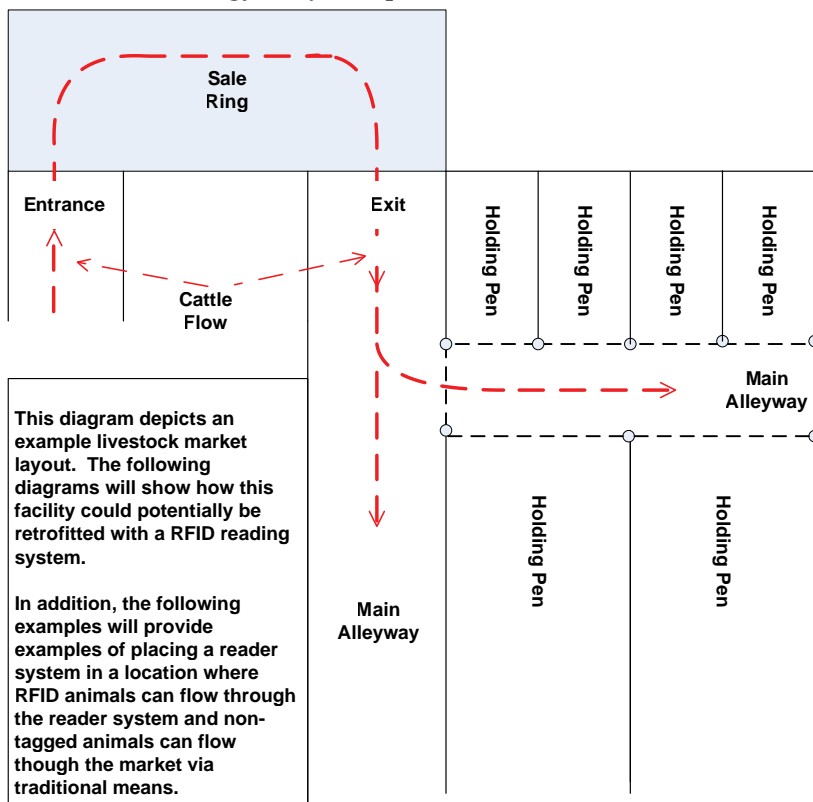 Sale
Ring
Entrance
Exit
Holding Pen
Holding Pen
Holding Pen
Holding Pen
Cattle
Flow
Main
Alleyway
This diagram depicts an
example livestock market
layout.  The following
diagrams will show how this
facility could potentially be
retrofitted with a RFID reading
system.
In addition, the following
examples will provide
examples of placing a reader
system in a location where
RFID animals can flow through
the reader system and non-
tagged animals can flow
though the market via
traditional means.
Main
Alleyway
Holding Pen
Holding Pen